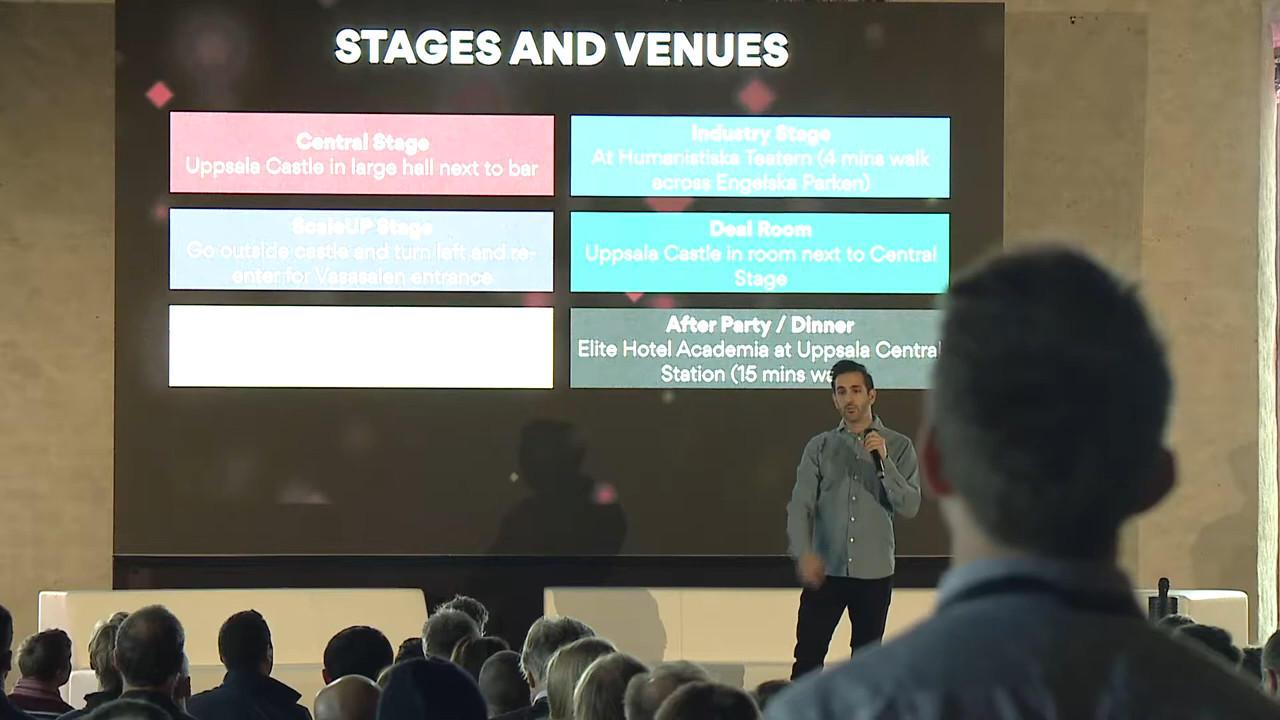 STAGES AND VENUES
Central Stage
Uppsala Castle in large hall next to bar
Industry Stage
At Humanistiska Teatern (4 mins walk
across Engelska Parken)
ScaleUP Stage
Go outside castle and turn left and re-
enter for Vasasalen entrance
Deal Room
Uppsala Castle in room next to Central
Stage
After Party / Dinner
Elite Hotel Academia at Uppsala Central
Station (15 mins